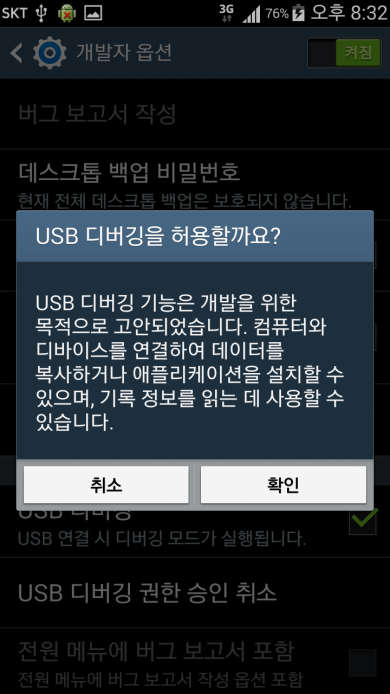 SKT 3G 76% 오후 8:32
개발자 옵션 켜짐
버그 보고서 작성
데스크톱 백업 비밀번호
현재 전체 데스크톱 백업은 보호되지 않습니다.
USB 디버깅을 허용할까요?
USB 디버깅 기능은 개발을 위한
목적으로 고안되었습니다. 컴퓨터와
디바이스를 연결하여 데이터를
복사하거나 애플리케이션을 설치할 수
있으며, 기록 정보를 읽는 데 사용할 수
있습니다.
취소 확인
USB 디버깅
USB 연결 시 디버깅 모드가 실행됩니다.
USB 디버깅 권한 승인 취소
전원 메뉴에 버그 보고서 포함
전원 메뉴에 버그 보고서 작성 옵션 포함